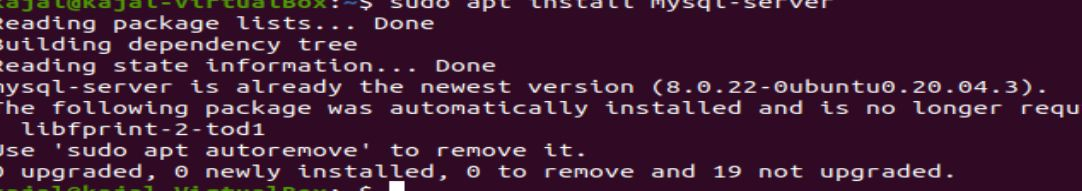 kajal@kajal-VirtualBox:~$ sudo apt install mysql-server
Reading package lists... Done
Building dependency tree
Reading state information... Done
mysql-server is already the newest version (8.0.22-0ubuntu0.20.04.3).
The following package was automatically installed and is no longer requ
libfprint-2-tod1
Use 'sudo apt autoremove' to remove it.
0 upgraded, 0 newly installed, 0 to remove and 19 not upgraded.
kajal@kajal-VirtualBox:~$